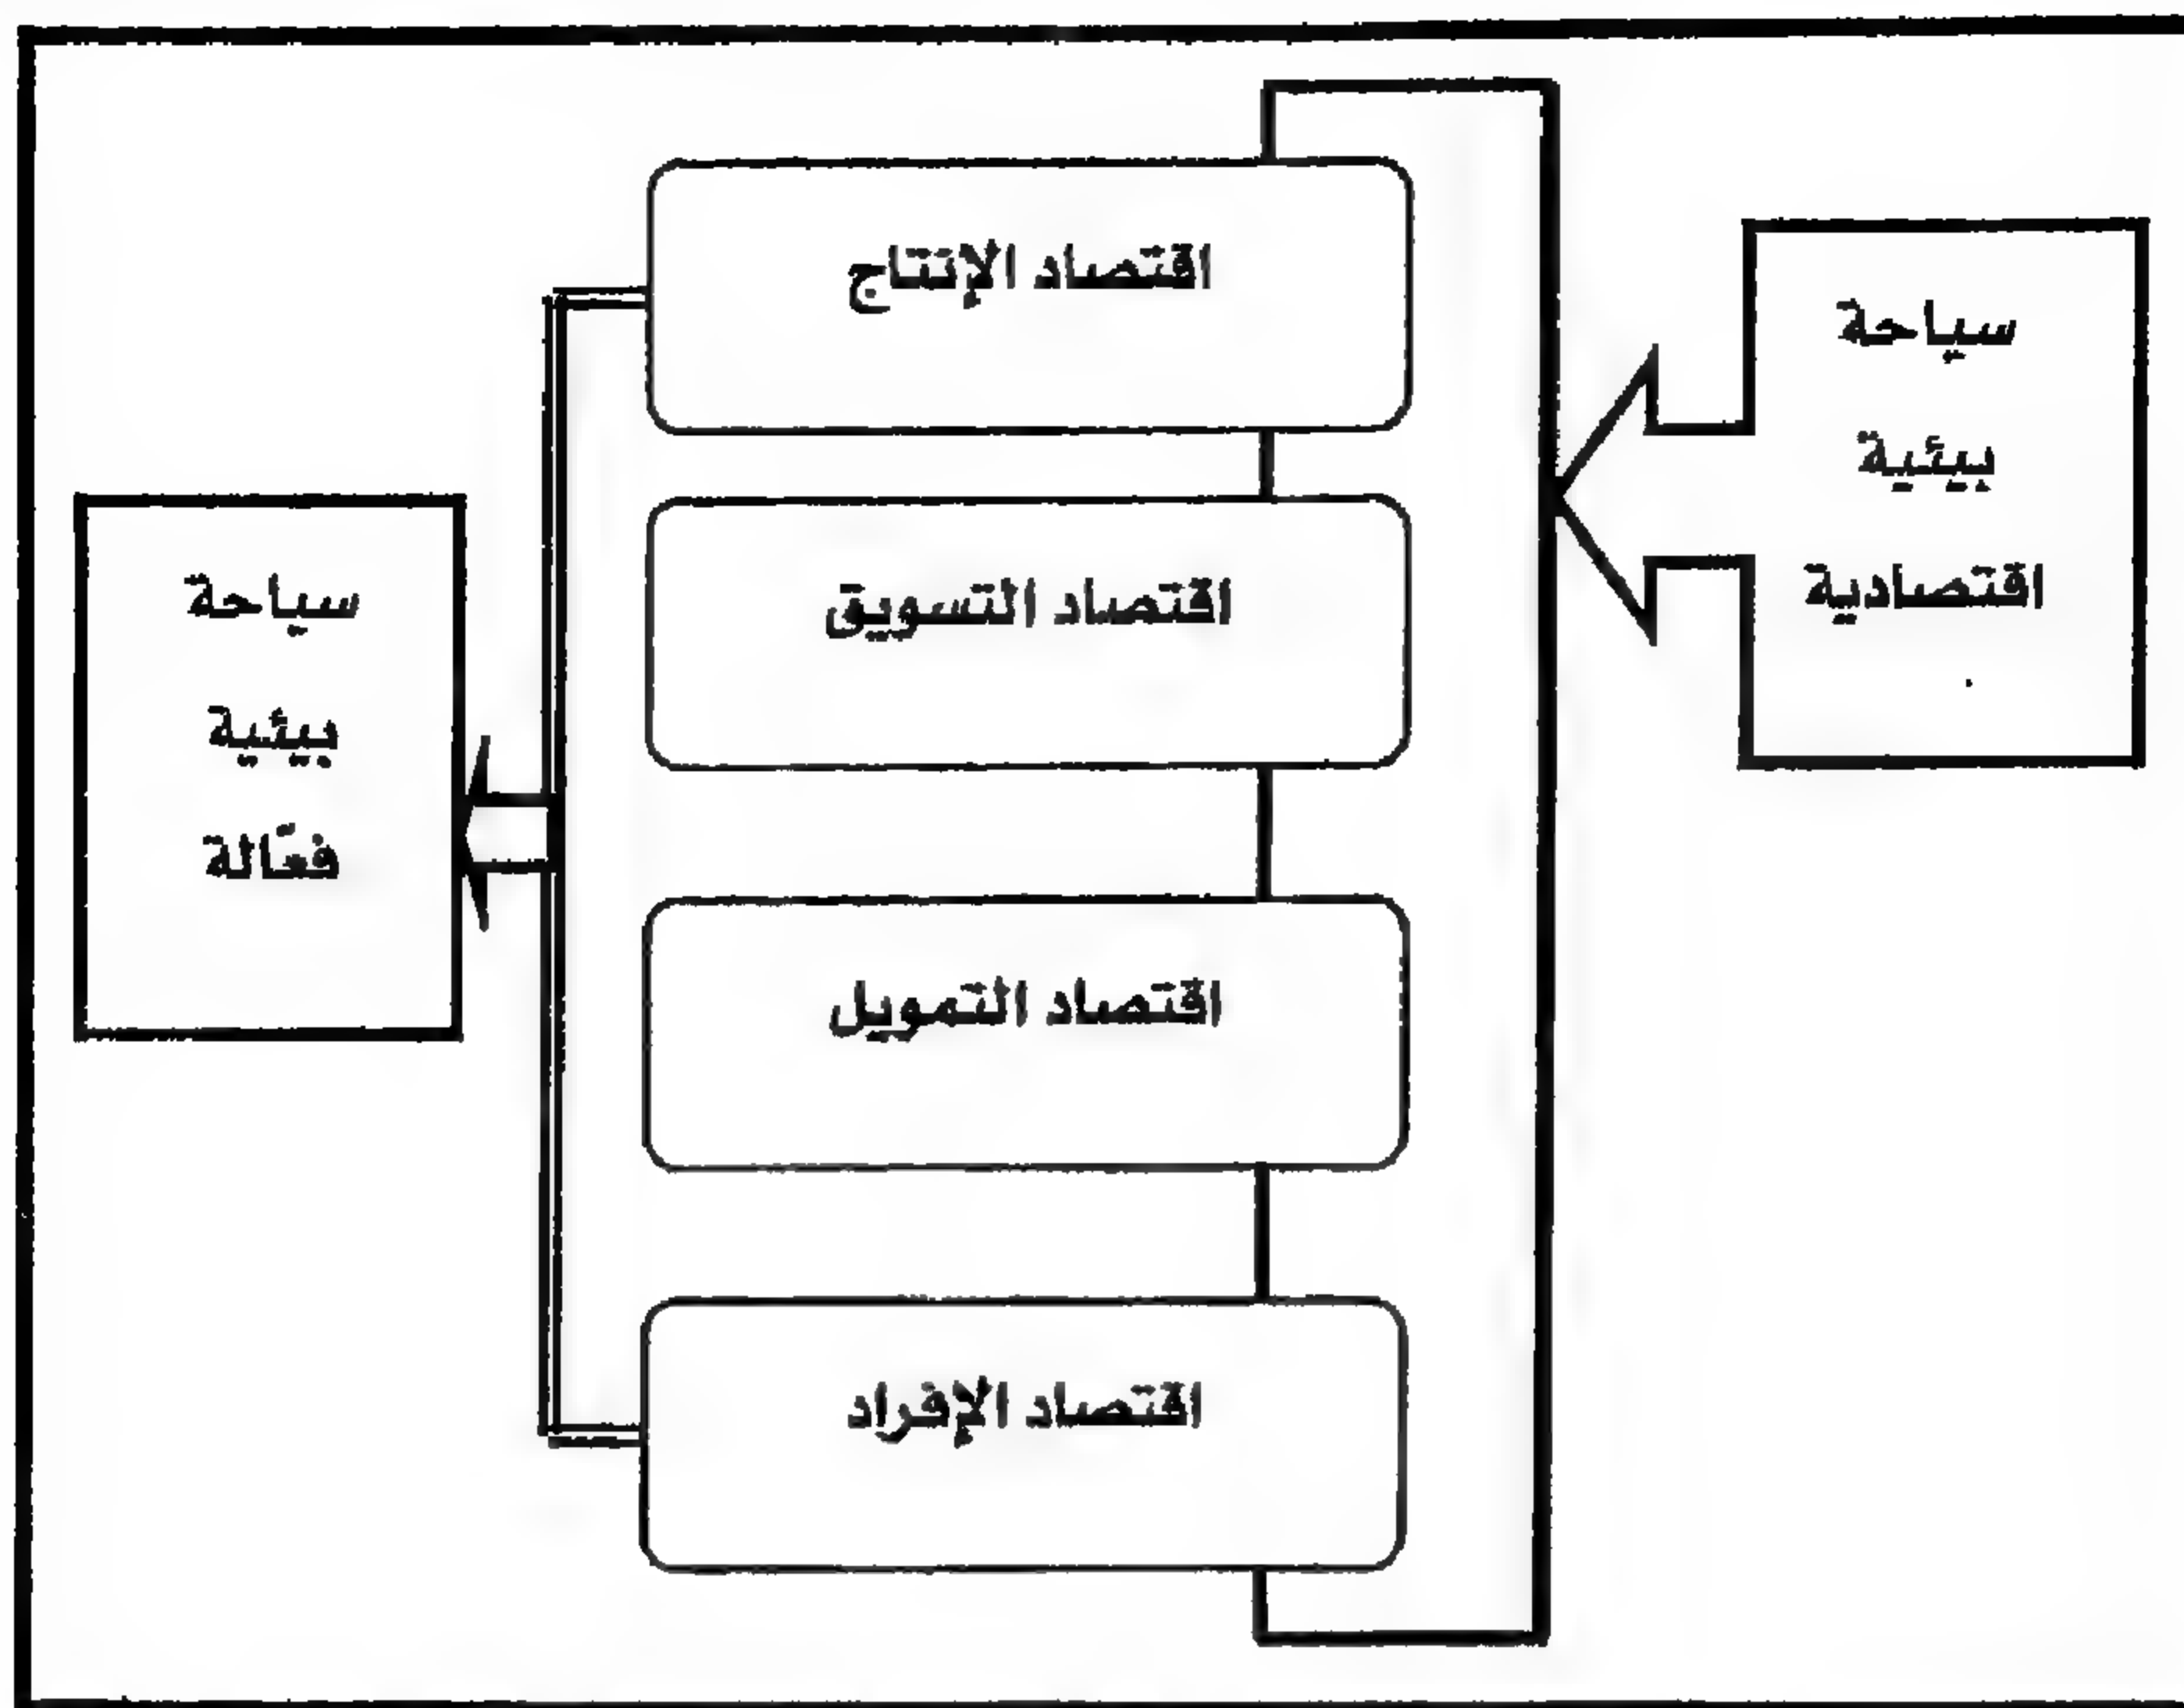 سياحة
بيئية
اقتصادية
اقتصاد الإنتاج
اقتصاد التسويق
اقتصاد التمويل
اقتصاد الإفراد
سياحة
بيئية
فعّالة